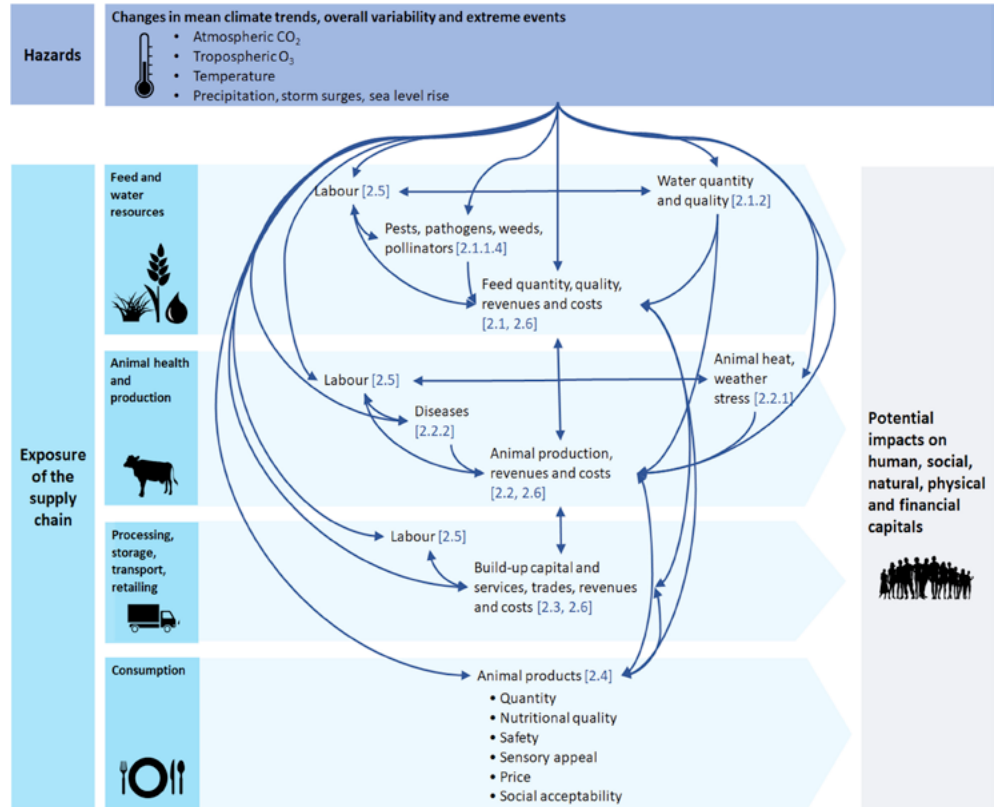 Hazards
Changes in mean climate trends, overall variability and extreme events
• Atmospheric CO₂
• Tropospheric O₃
• Temperature
• Precipitation, storm surges, sea level rise
Exposure
of the
supply
chain
Feed and
water
resources
Labour [2.5]
Water quantity
and quality [2.1.2]
Pests, pathogens, weeds,
pollinators [2.1.1.4]
Feed quantity, quality,
revenues and costs
[2.1, 2.6]
Animal health
and
production
Labour [2.5]
Animal heat,
weather
stress [2.2.1]
Diseases
[2.2.2]
Animal production,
revenues and costs
[2.2, 2.6]
Processing,
storage,
transport,
retailing
Labour [2.5]
Build-up capital and
services, trades, revenues
and costs [2.3, 2.6]
Consumption
Animal products [2.4]
• Quantity
• Nutritional quality
• Safety
• Sensory appeal
• Price
• Social acceptability
Potential
impacts on
human, social,
natural, physical
and financial
capitals